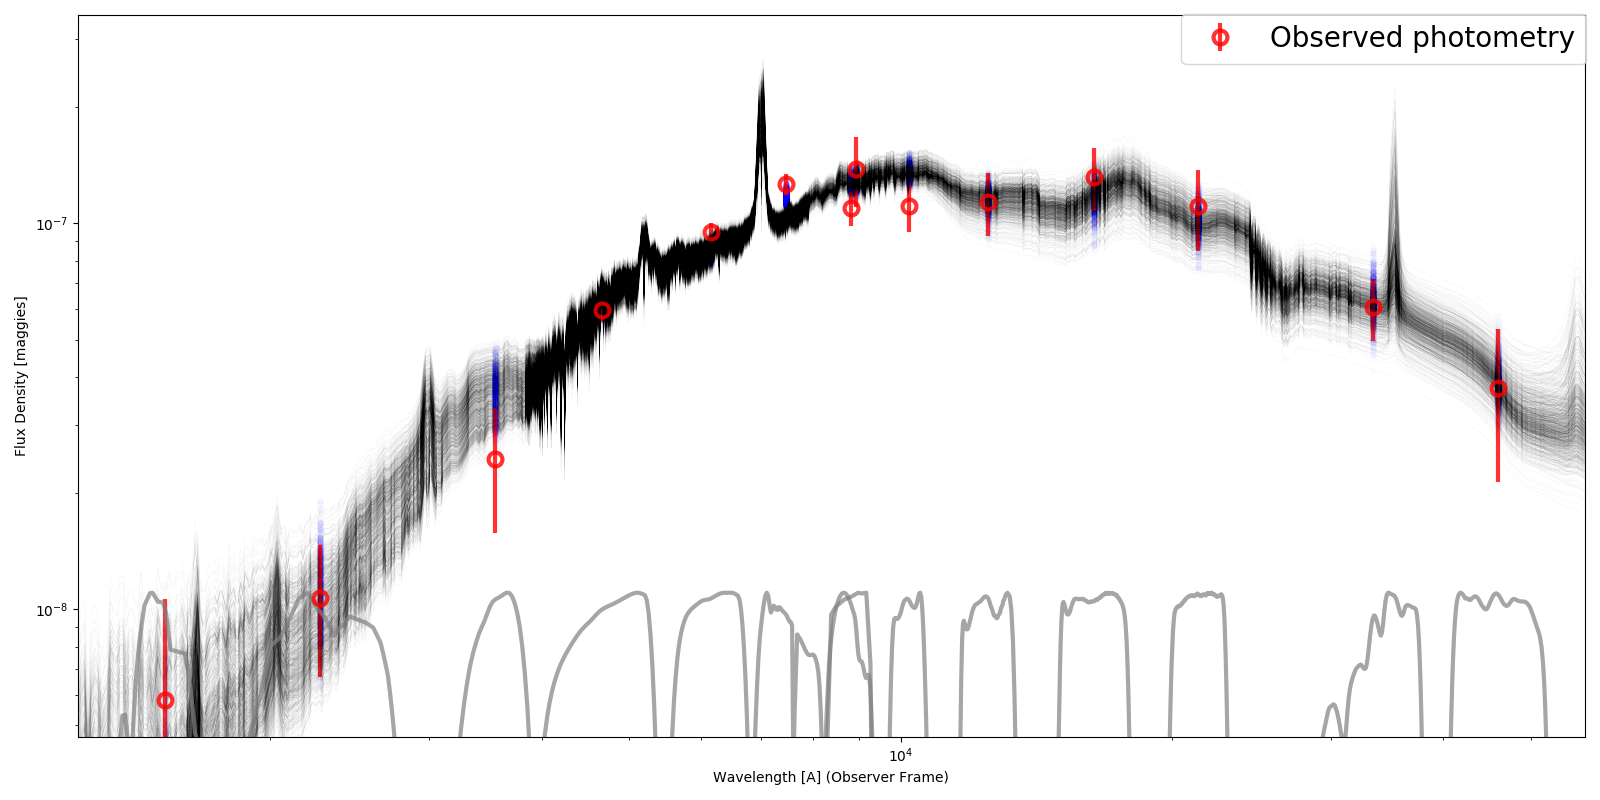 Observed photometry
Flux Density [maggies]
10⁻⁷
10⁻⁸
10⁴
Wavelength [A] (Observer Frame)